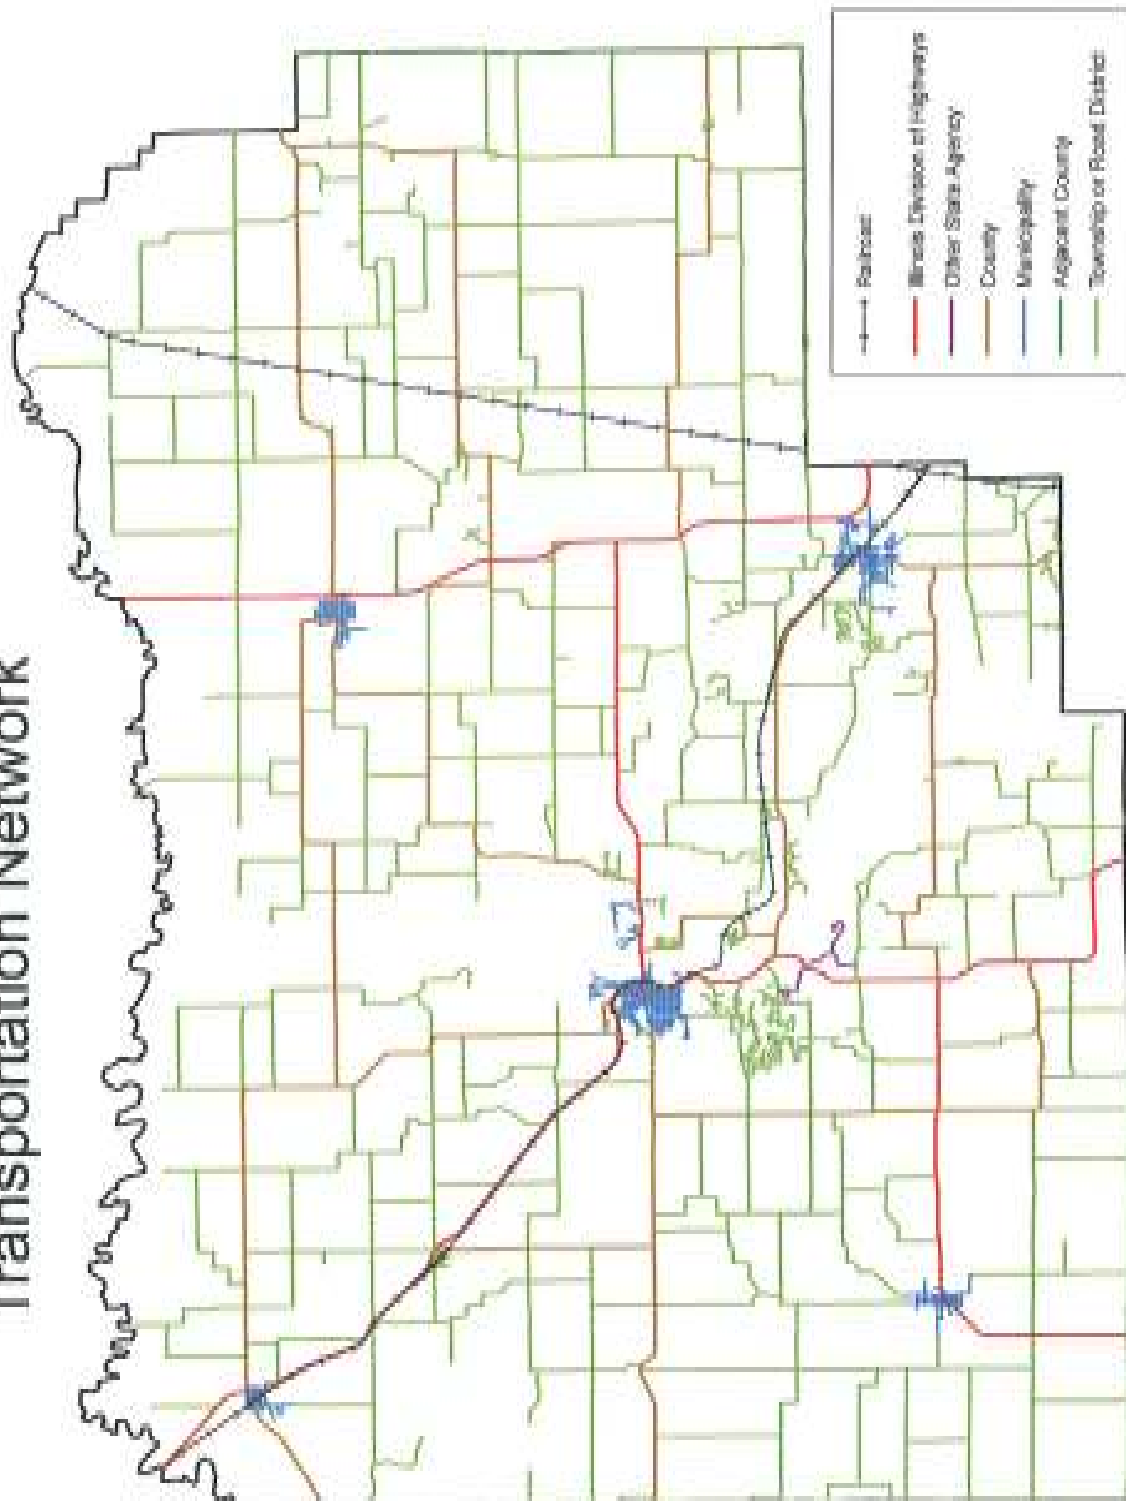 Transportation Network
Railroad
Illinois Division of Highways
Other State Agency
County
Municipality
Adjacent County
Township or Road District